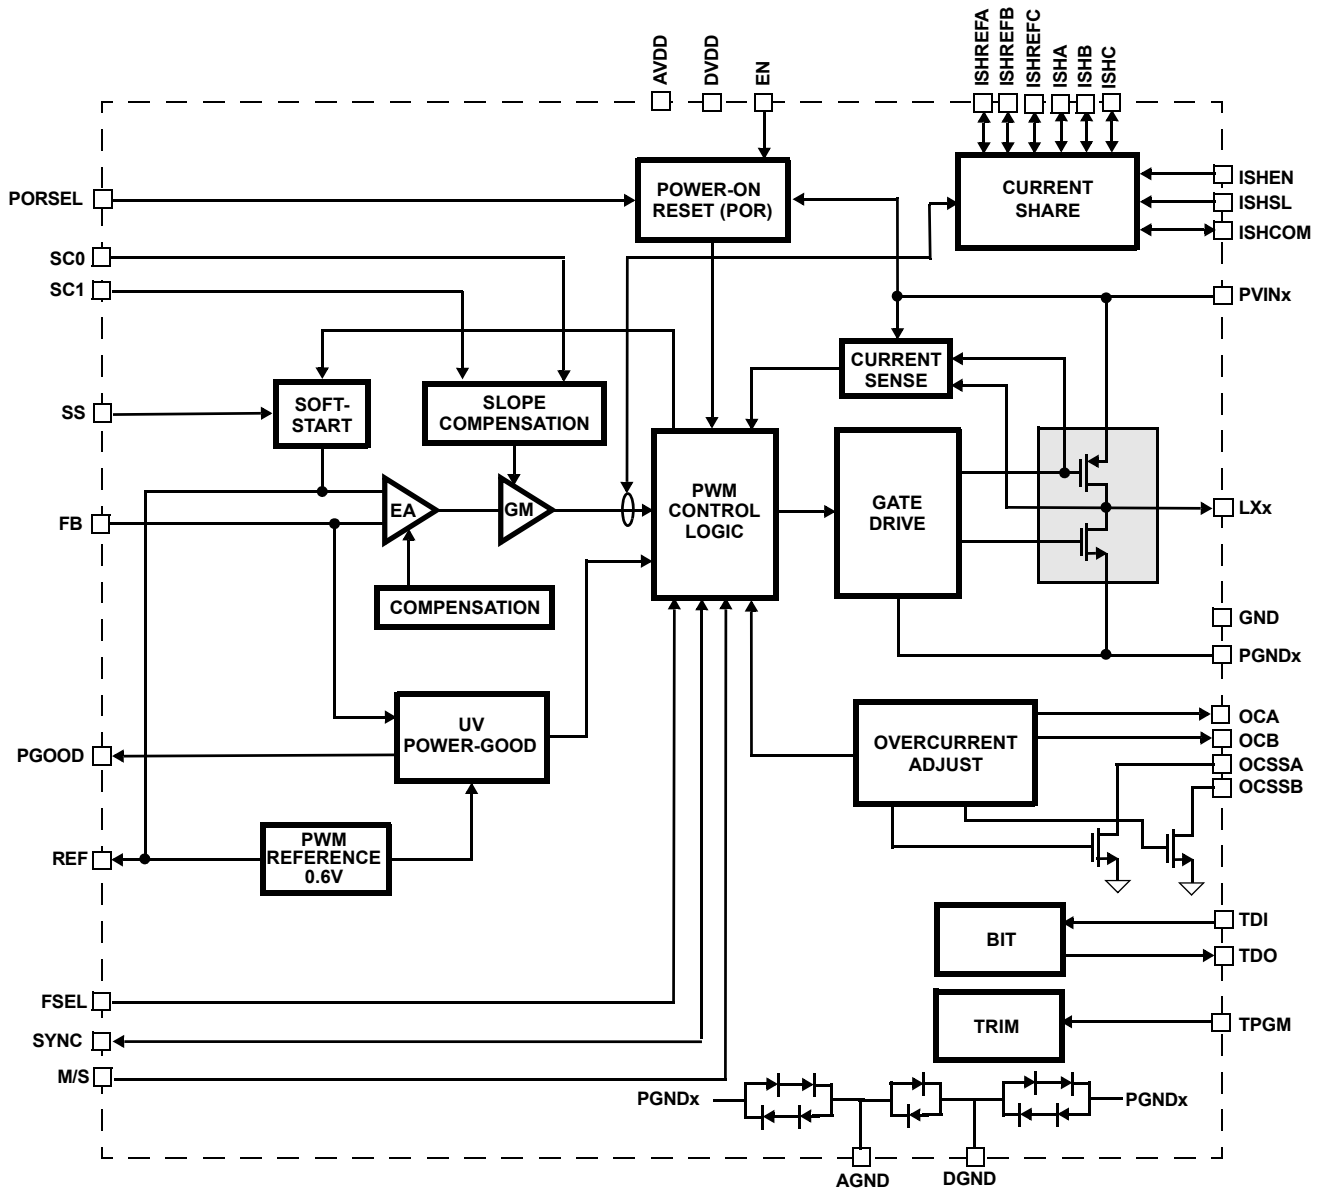 AVDD
DVDD
EN
ISHREFA
ISHREFB
ISHREFC
ISHA
ISHB
ISHC
PORSEL
POWER-ON
RESET (POR)
CURRENT
SHARE
ISHEN
ISHSL
ISHCOM
SC0
SC1
PVINx
CURRENT
SENSE
SS
SOFT-
START
SLOPE
COMPENSATION
FB
EA
GM
PWM
CONTROL
LOGIC
GATE
DRIVE
LXx
COMPENSATION
GND
PGNDx
UV
POWER-GOOD
PGOOD
OVERCURRENT
ADJUST
OCA
OCB
OCSSA
OCSSB
REF
PWM
REFERENCE
0.6V
BIT
TDI
TDO
FSEL
SYNC
M/S
TRIM
TPGM
PGNDx
PGNDx
AGND
DGND